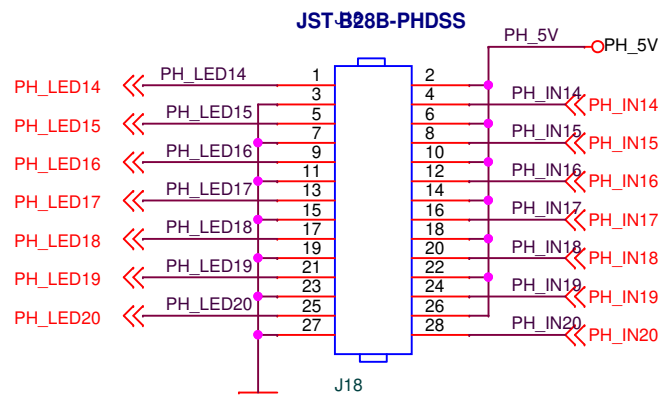 JST-B28B-PHDSS
PH_5V
PH_5V
PH_LED14 PH_LED14 1 2
3 4 PH_IN14 PH_IN14
PH_LED15 PH_LED15 5 6
7 8 PH_IN15 PH_IN15
PH_LED16 PH_LED16 9 10
11 12 PH_IN16 PH_IN16
PH_LED17 PH_LED17 13 14
15 16 PH_IN17 PH_IN17
PH_LED18 PH_LED18 17 18
19 20 PH_IN18 PH_IN18
PH_LED19 PH_LED19 21 22
23 24 PH_IN19 PH_IN19
PH_LED20 PH_LED20 25 26
27 28 PH_IN20 PH_IN20
J18